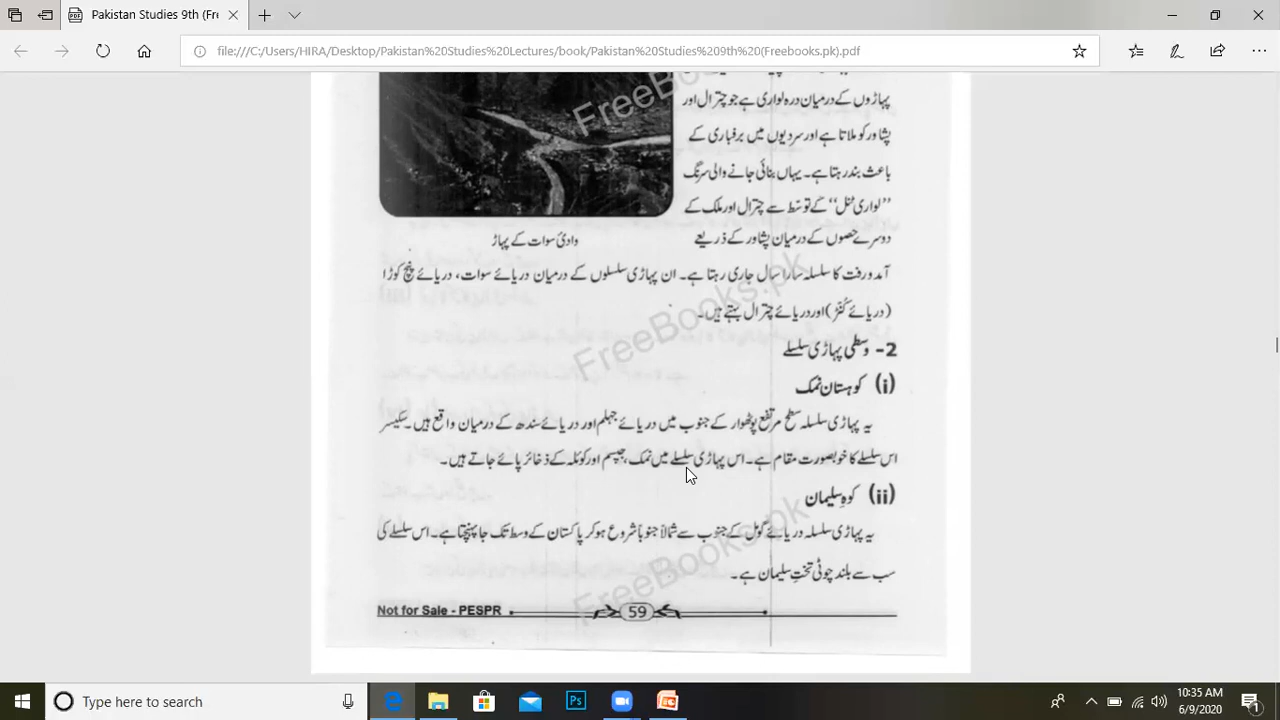 Pakistan Studies 9th (Freebooks.
file:///C:/Users/HIRA/Desktop/Pakistan%20Studies%20Lectures/book/Pakistan%20Studies%209th%20(Freebooks.pk).pdf
پہاڑوں کے درمیان درہ لواری ہے جو چترال اور
پشاور کو ملاتا ہے اور سردیوں میں برفباری کے
باعث بند رہتا ہے۔ یہاں بنائی جانے والی سرنگ
"لواری ٹنل" کے توسّط سے چترال اور ملک کے
دوسرے حصوں کے درمیان پشاور کے ذریعے
وادیٔ سوات کے پہاڑ
آمدورفت کا سلسلہ سارا سال جاری رہتا ہے۔ ان پہاڑی سلسلوں کے درمیان دریائے سوات، دریائے پنج کوڑا
(دریائے کُنڑ) اور دریائے چترال بہتے ہیں۔
2- وسطی پہاڑی سلسلے
(i) کوہستان نمک
یہ پہاڑی سلسلہ سطح مرتفع پوٹھوار کے جنوب میں دریائے جہلم اور دریائے سندھ کے درمیان واقع ہیں۔ سکیسر
اس سلسلے کا خوبصورت مقام ہے۔ اس پہاڑی سلسلے میں نمک، جپسم اور کوئلہ کے ذخائر پائے جاتے ہیں۔
(ii) کوہِ سلیمان
یہ پہاڑی سلسلہ دریائے گومل کے جنوب سے شمالاً جنوباً شروع ہو کر پاکستان کے وسط تک جا پہنچتا ہے۔ اس سلسلے کی
سب سے بلند چوٹی تختِ سلیمان ہے۔
Not for Sale - PESPR
59
FreeBooks.pk
FreeBooks.pk
Type here to search
10:35 AM
6/9/2020